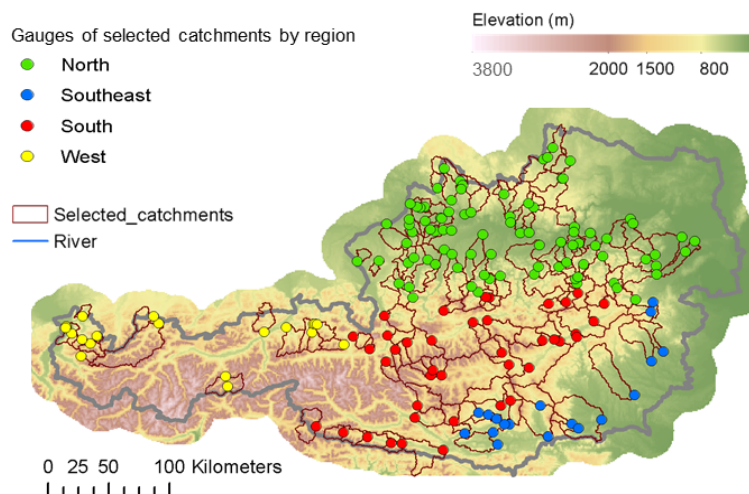 Gauges of selected catchments by region
North
Southeast
South
West
Selected_catchments
River
Elevation (m)
3800 2000 1500 800
0 25 50 100 Kilometers